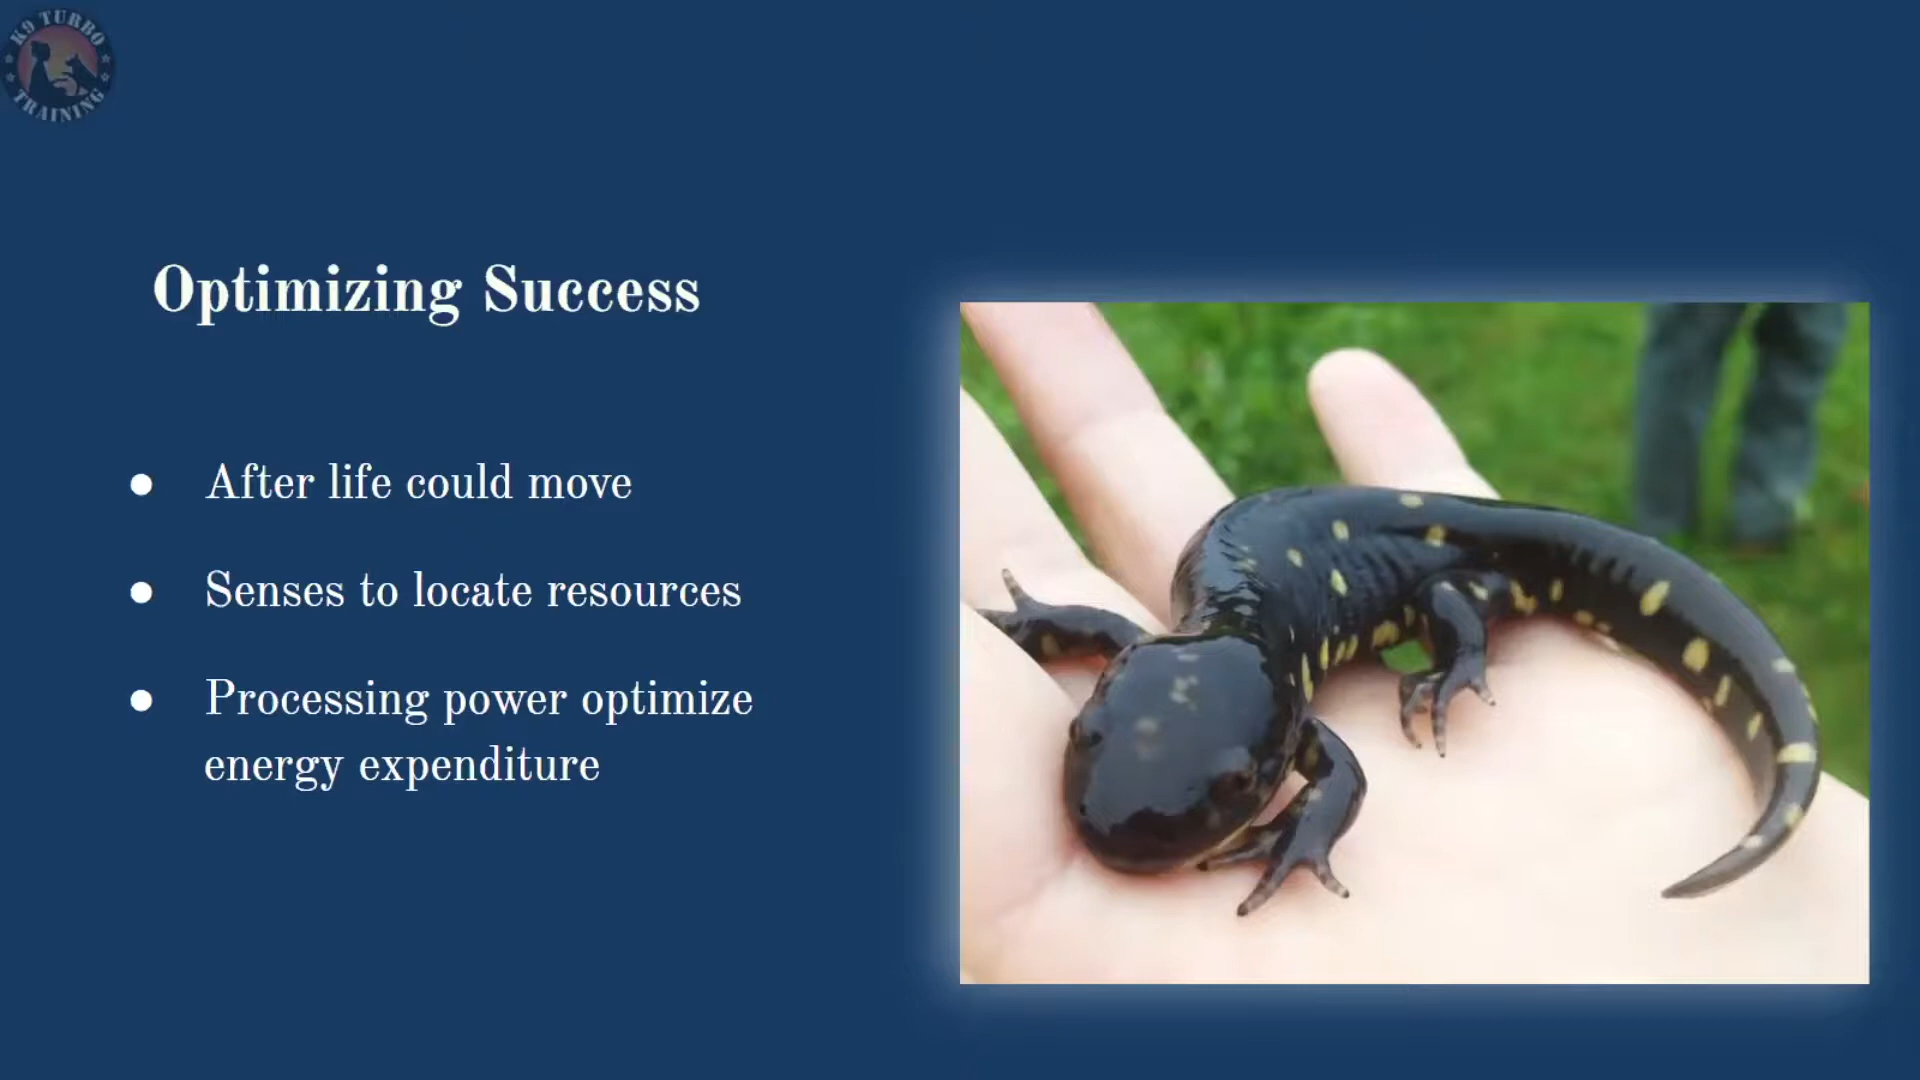 K9 TURBO
TRAINING
Optimizing Success
● After life could move
● Senses to locate resources
● Processing power optimize
energy expenditure